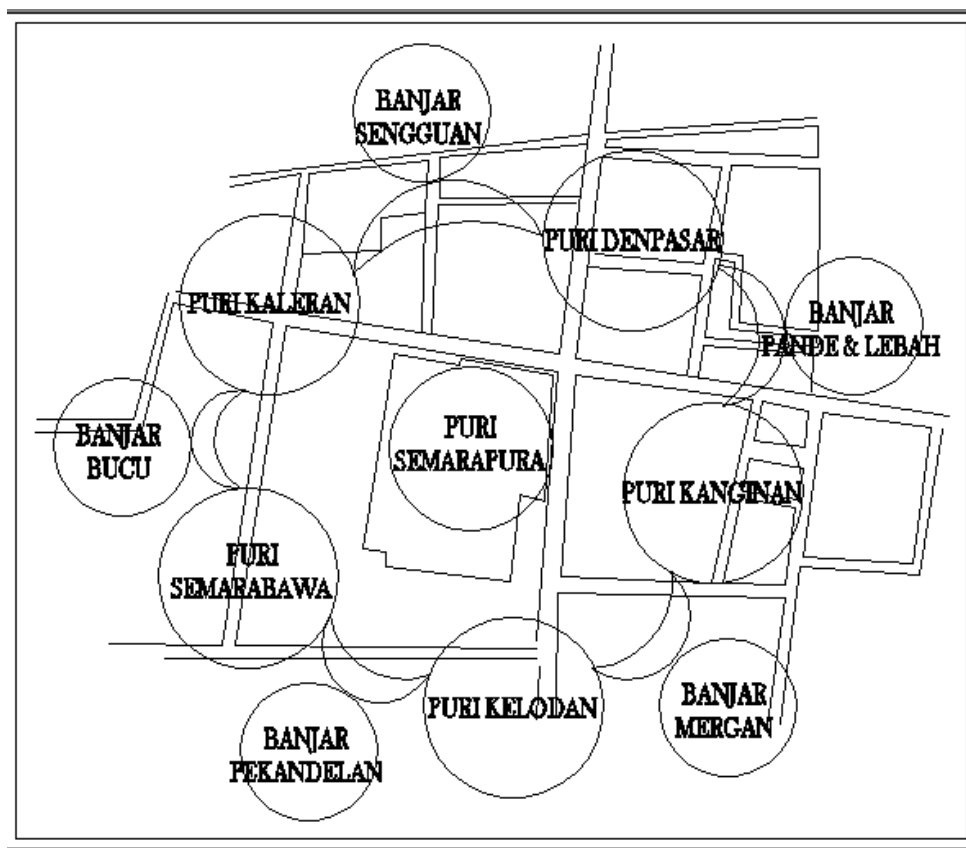 BANJAR
SENGGUAN
PURI DENPASAR
PURI KALERAN
BANJAR
PANDE & LEBAH
BANJAR
BUCU
PURI
SEMARAPURA
PURI KANGINAN
PURI
SEMARABAWA
PURI KELODAN
BANJAR
MERGAN
BANJAR
PEKANDELAN